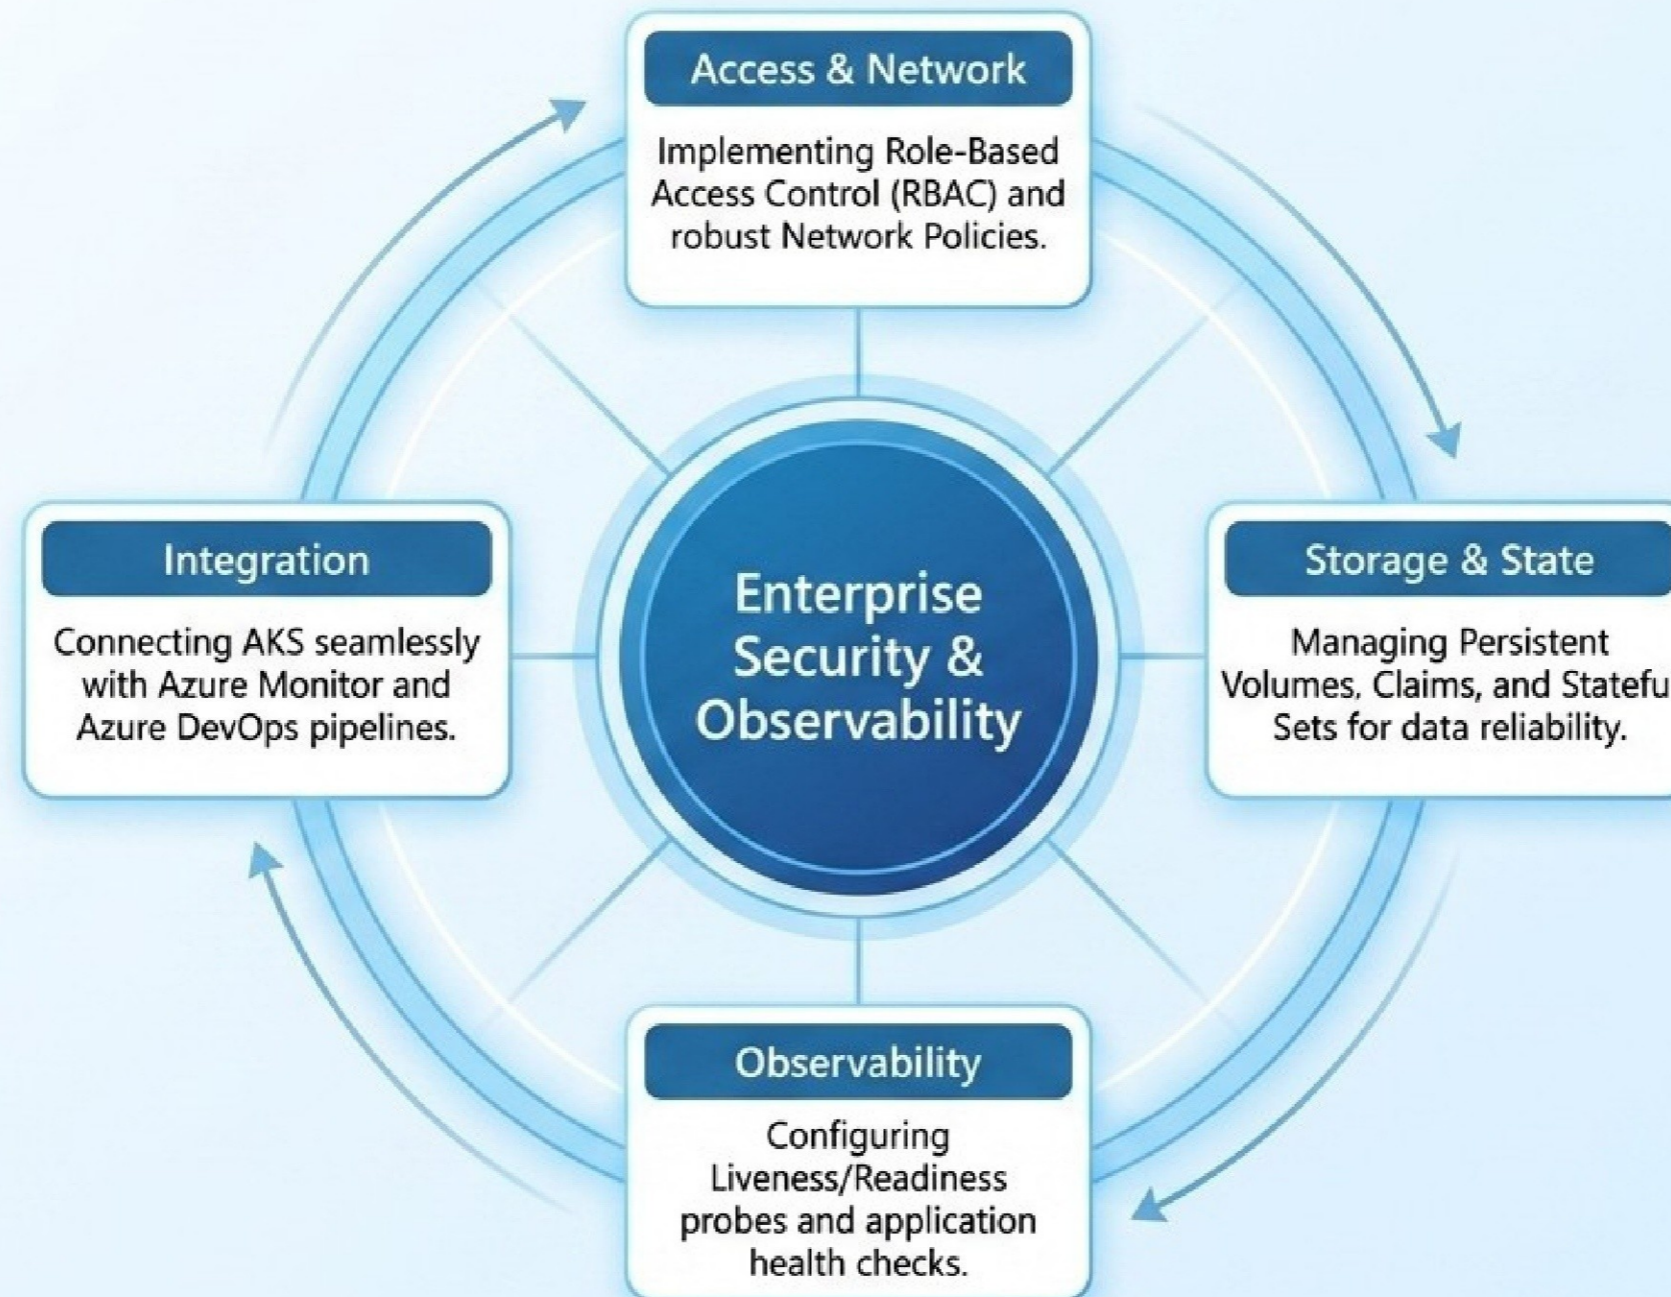 Access & Network
Implementing Role-Based
Access Control (RBAC) and
robust Network Policies.
Integration
Connecting AKS seamlessly
with Azure Monitor and
Azure DevOps pipelines.
Enterprise
Security &
Observability
Storage & State
Managing Persistent
Volumes, Claims, and Statefu
Sets for data reliability.
Observability
Configuring
Liveness/Readiness
probes and application
health checks.